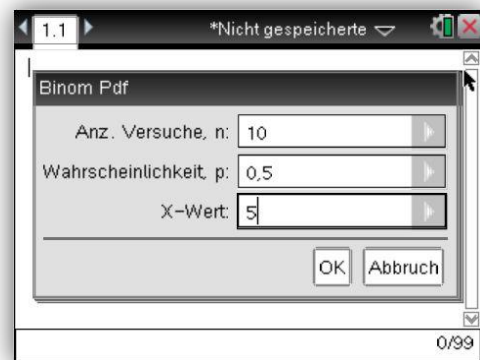 1.1 *Nicht gespeicherte
Binom Pdf
Anz. Versuche, n: 10
Wahrscheinlichkeit, p: 0,5
X-Wert: 5
OK Abbruch
0/99